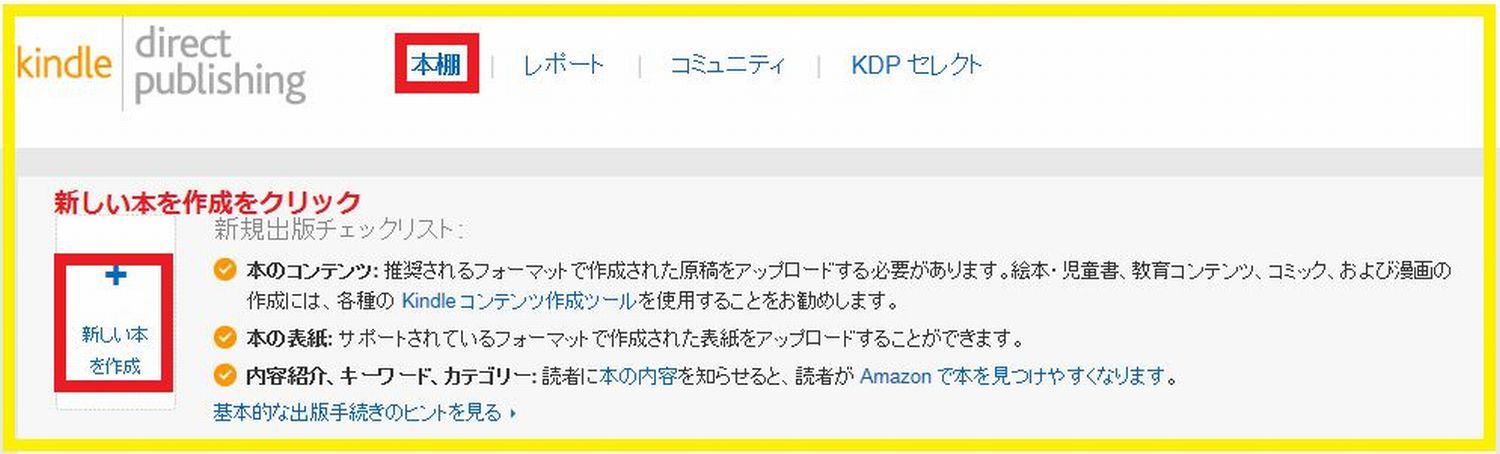 kindle direct publishing
本棚 | レポート | コミュニティ | KDP セレクト
新しい本を作成をクリック
新規出版チェックリスト:
+
新しい本
を作成
本のコンテンツ: 推奨されるフォーマットで作成された原稿をアップロードする必要があります。絵本・児童書、教育コンテンツ、コミック、および漫画の
作成には、各種の Kindle コンテンツ作成ツールを使用することをお勧めします。
本の表紙: サポートされているフォーマットで作成された表紙をアップロードすることができます。
内容紹介、キーワード、カテゴリー: 読者に本の内容を知らせると、読者が Amazon で本を見つけやすくなります。
基本的な出版手続きのヒントを見る